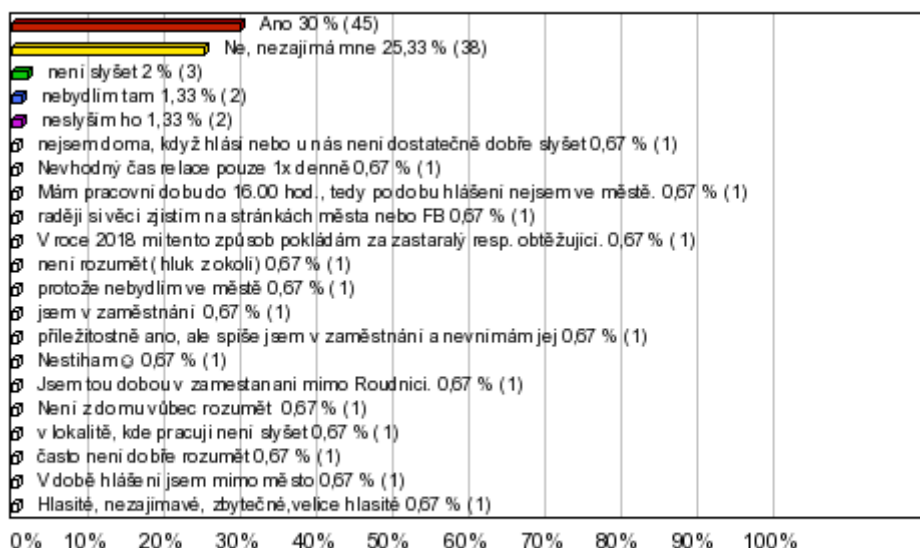 Ano 30 % (45)
Ne, nezajímá mne 25,33 % (38)
není slyšet 2 % (3)
nebydlím tam 1,33 % (2)
neslyším ho 1,33 % (2)
nejsem doma, když hlásí nebo u nás není dostatečně dobře slyšet 0,67 % (1)
Nevhodný čas relace pouze 1x denně 0,67 % (1)
Mám pracovní dobu do 16.00 hod., tedy po dobu hlášení nejsem ve městě. 0,67 % (1)
raději si věci zjistím na stránkách města nebo FB 0,67 % (1)
V roce 2018 mi tento způsob pokládám za zastaralý resp. obtěžující. 0,67 % (1)
není rozumět ( hluk z okolí) 0,67 % (1)
protože nebydlím ve městě 0,67 % (1)
jsem v zaměstnání 0,67 % (1)
příležitostně ano, ale spíše jsem v zaměstnání a nevnímám jej 0,67 % (1)
Nestiham☺ 0,67 % (1)
Jsem tou dobou v zamestanani mimo Roudnici. 0,67 % (1)
Není z domu vůbec rozumět 0,67 % (1)
v lokalitě, kde pracuji není slyšet 0,67 % (1)
často není dobře rozumět 0,67 % (1)
V době hlášení jsem mimo město 0,67 % (1)
Hlasité, nezajímavé, zbytečné,velice hlasité 0,67 % (1)
0% 10% 20% 30% 40% 50% 60% 70% 80% 90% 100%